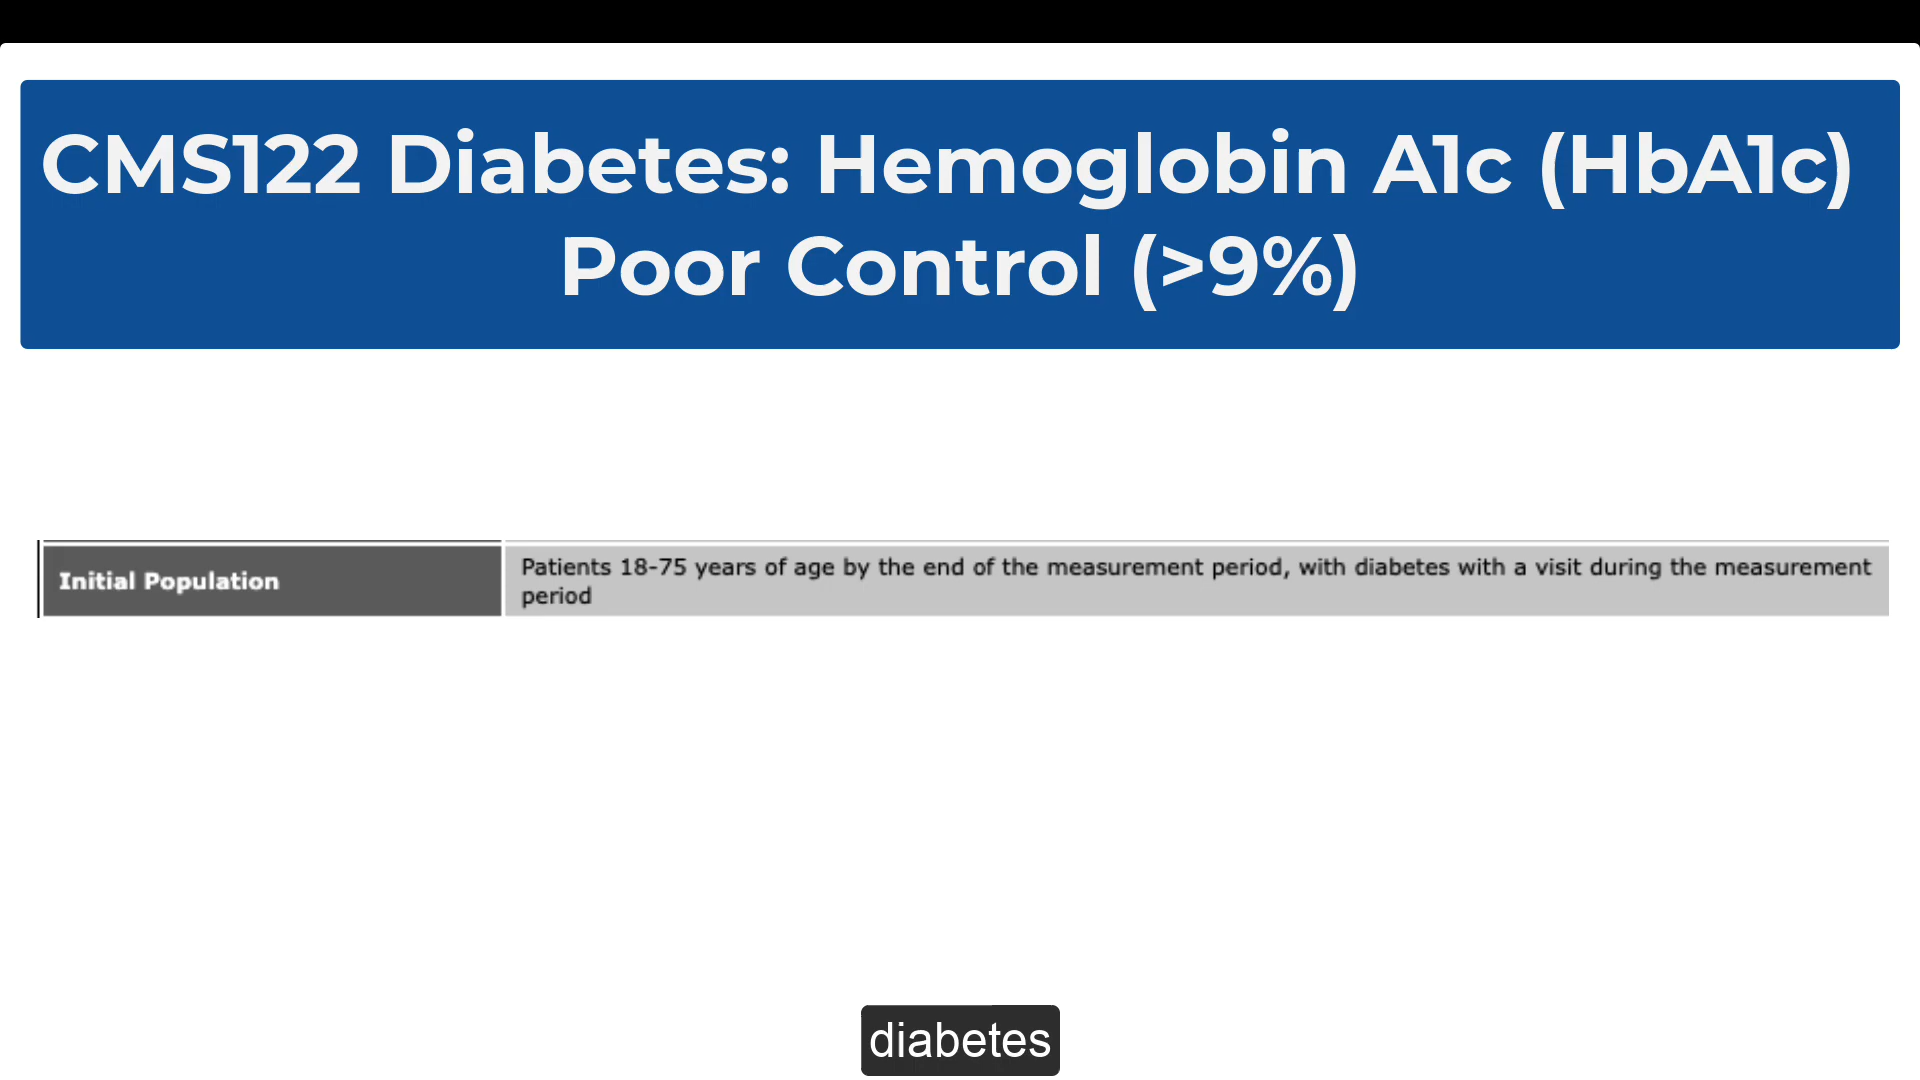 CMS122 Diabetes: Hemoglobin A1c (HbA1c)
Poor Control (>9%)
Initial Population
Patients 18-75 years of age by the end of the measurement period, with diabetes with a visit during the measurement
period
diabetes